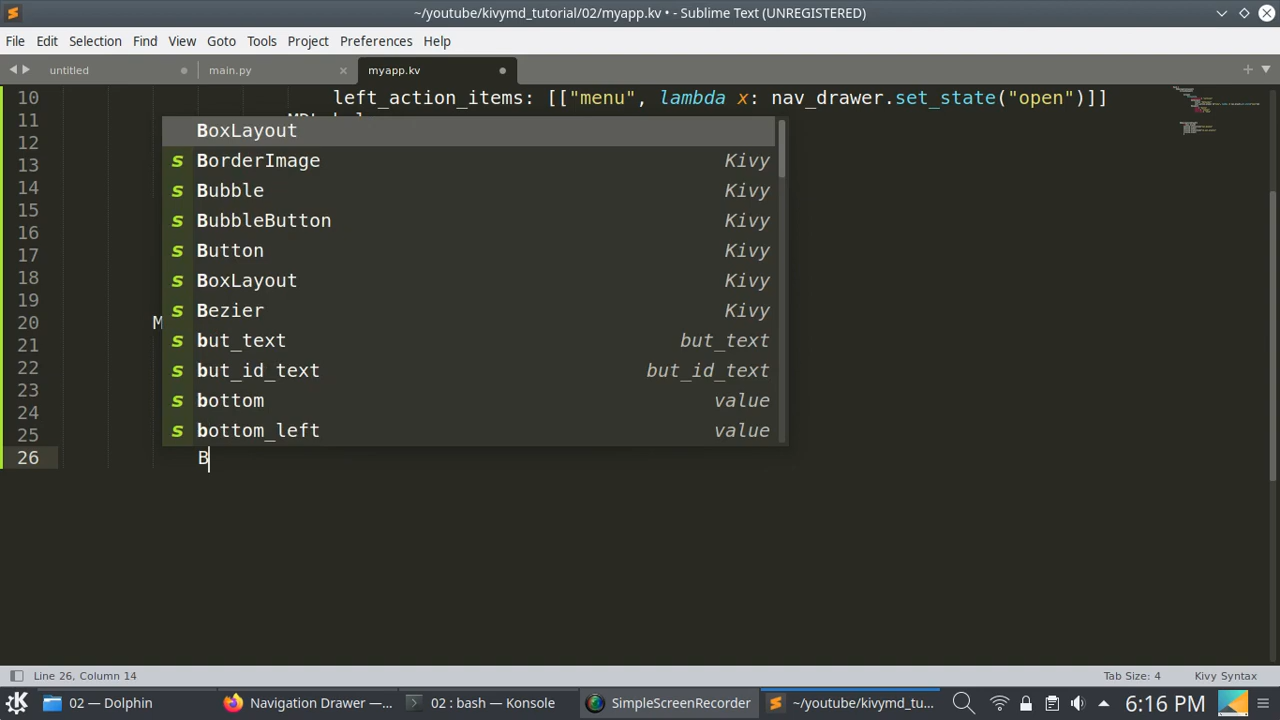 ~/youtube/kivymd_tutorial/02/myapp.kv • - Sublime Text (UNREGISTERED)
File Edit Selection Find View Goto Tools Project Preferences Help
untitled main.py myapp.kv
10 left_action_items: [["menu", lambda x: nav_drawer.set_state("open")]]
11
12 BoxLayout
13 BorderImage Kivy
14 Bubble Kivy
15
16 BubbleButton Kivy
17 Button Kivy
18 BoxLayout Kivy
19 Bezier Kivy
20 M
21 but_text but_text
22 but_id_text but_id_text
23
24 bottom value
25 bottom_left value
26 B
Line 26, Column 14 Tab Size: 4 Kivy Syntax
02 — Dolphin Navigation Drawer —... 02 : bash — Konsole SimpleScreenRecorder ~/youtube/kivymd_tu... 6:16 PM